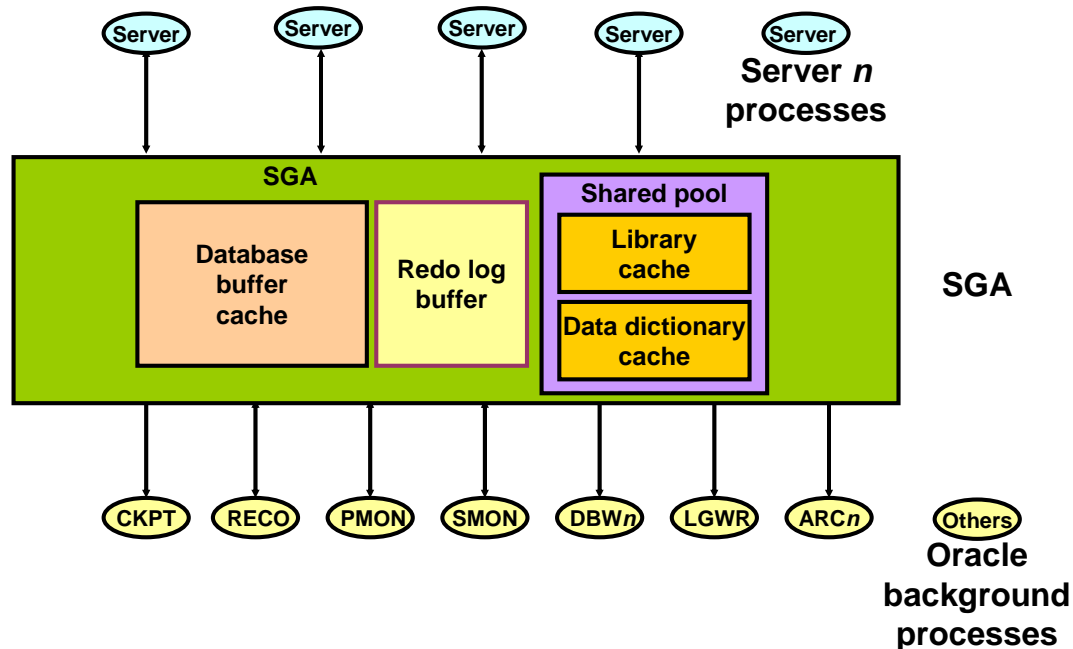 Server
Server
Server
Server
Server
Server n
processes
SGA
Shared pool
Database
buffer
cache
Redo log
buffer
Library
cache
Data dictionary
cache
SGA
CKPT
RECO
PMON
SMON
DBWn
LGWR
ARCn
Others
Oracle
background
processes